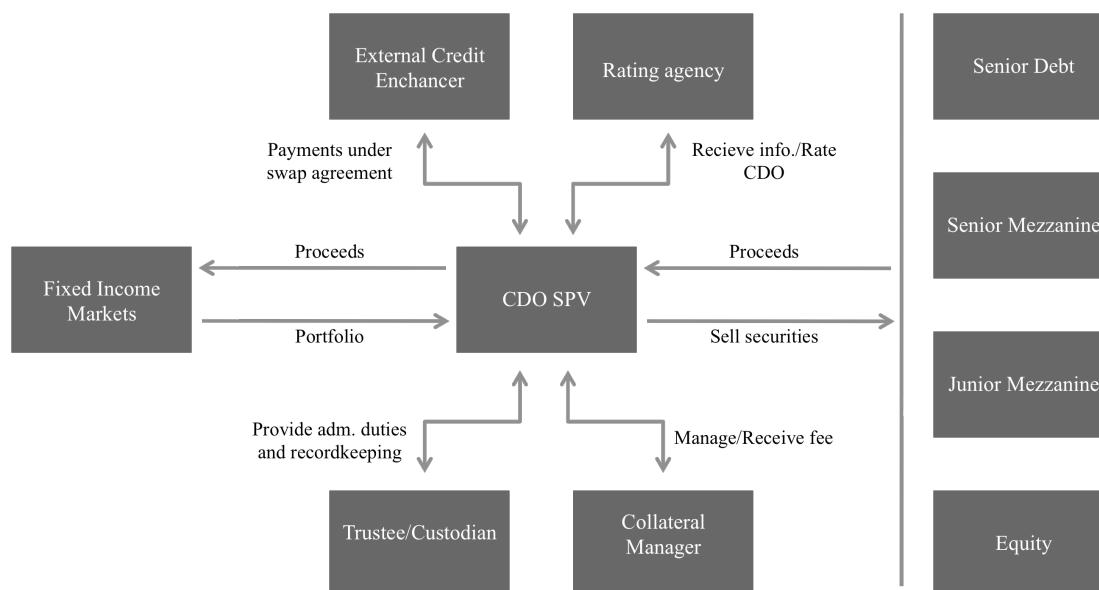 External Credit
Enchancer
Rating agency
Senior Debt
Payments under
swap agreement
Recieve info./Rate
CDO
Senior Mezzanine
Proceeds
Proceeds
Fixed Income
Markets
CDO SPV
Portfolio
Sell securities
Junior Mezzanine
Provide adm. duties
and recordkeeping
Manage/Receive fee
Trustee/Custodian
Collateral
Manager
Equity